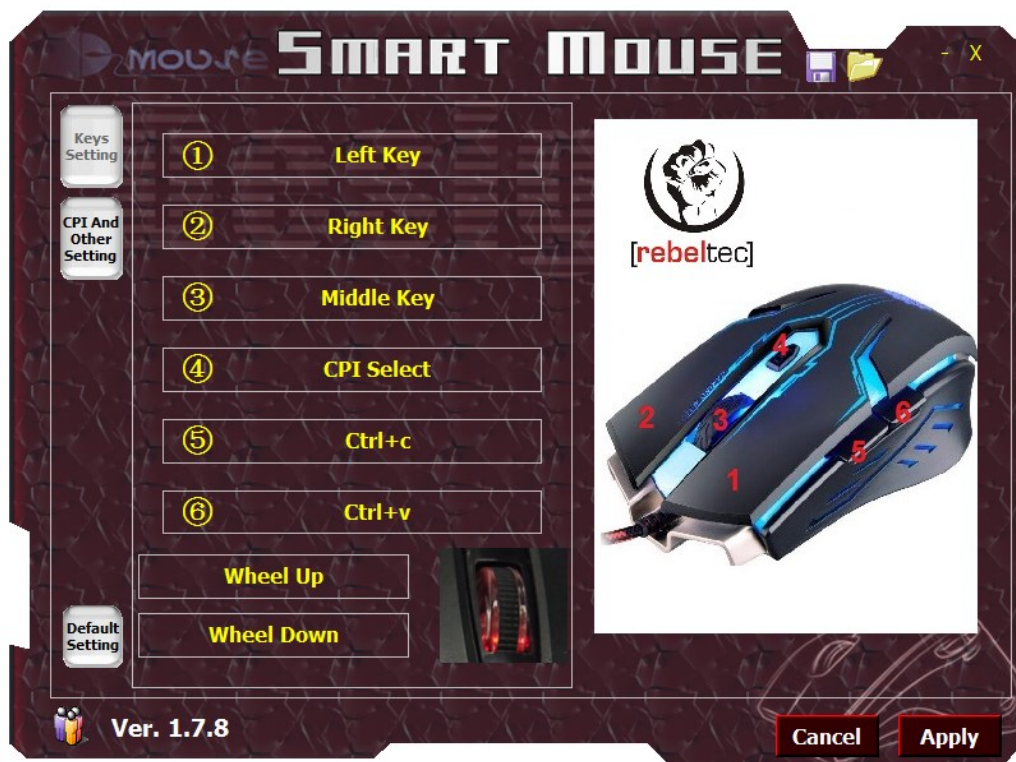 mouse SMART MOUSE
- X
Keys
Setting
CPI And
Other
Setting
Default
Setting
① Left Key
② Right Key
③ Middle Key
④ CPI Select
⑤ Ctrl+c
⑥ Ctrl+v
Wheel Up
Wheel Down
[rebeltec]
4
2
3
6
5
1
Ver. 1.7.8
Cancel
Apply